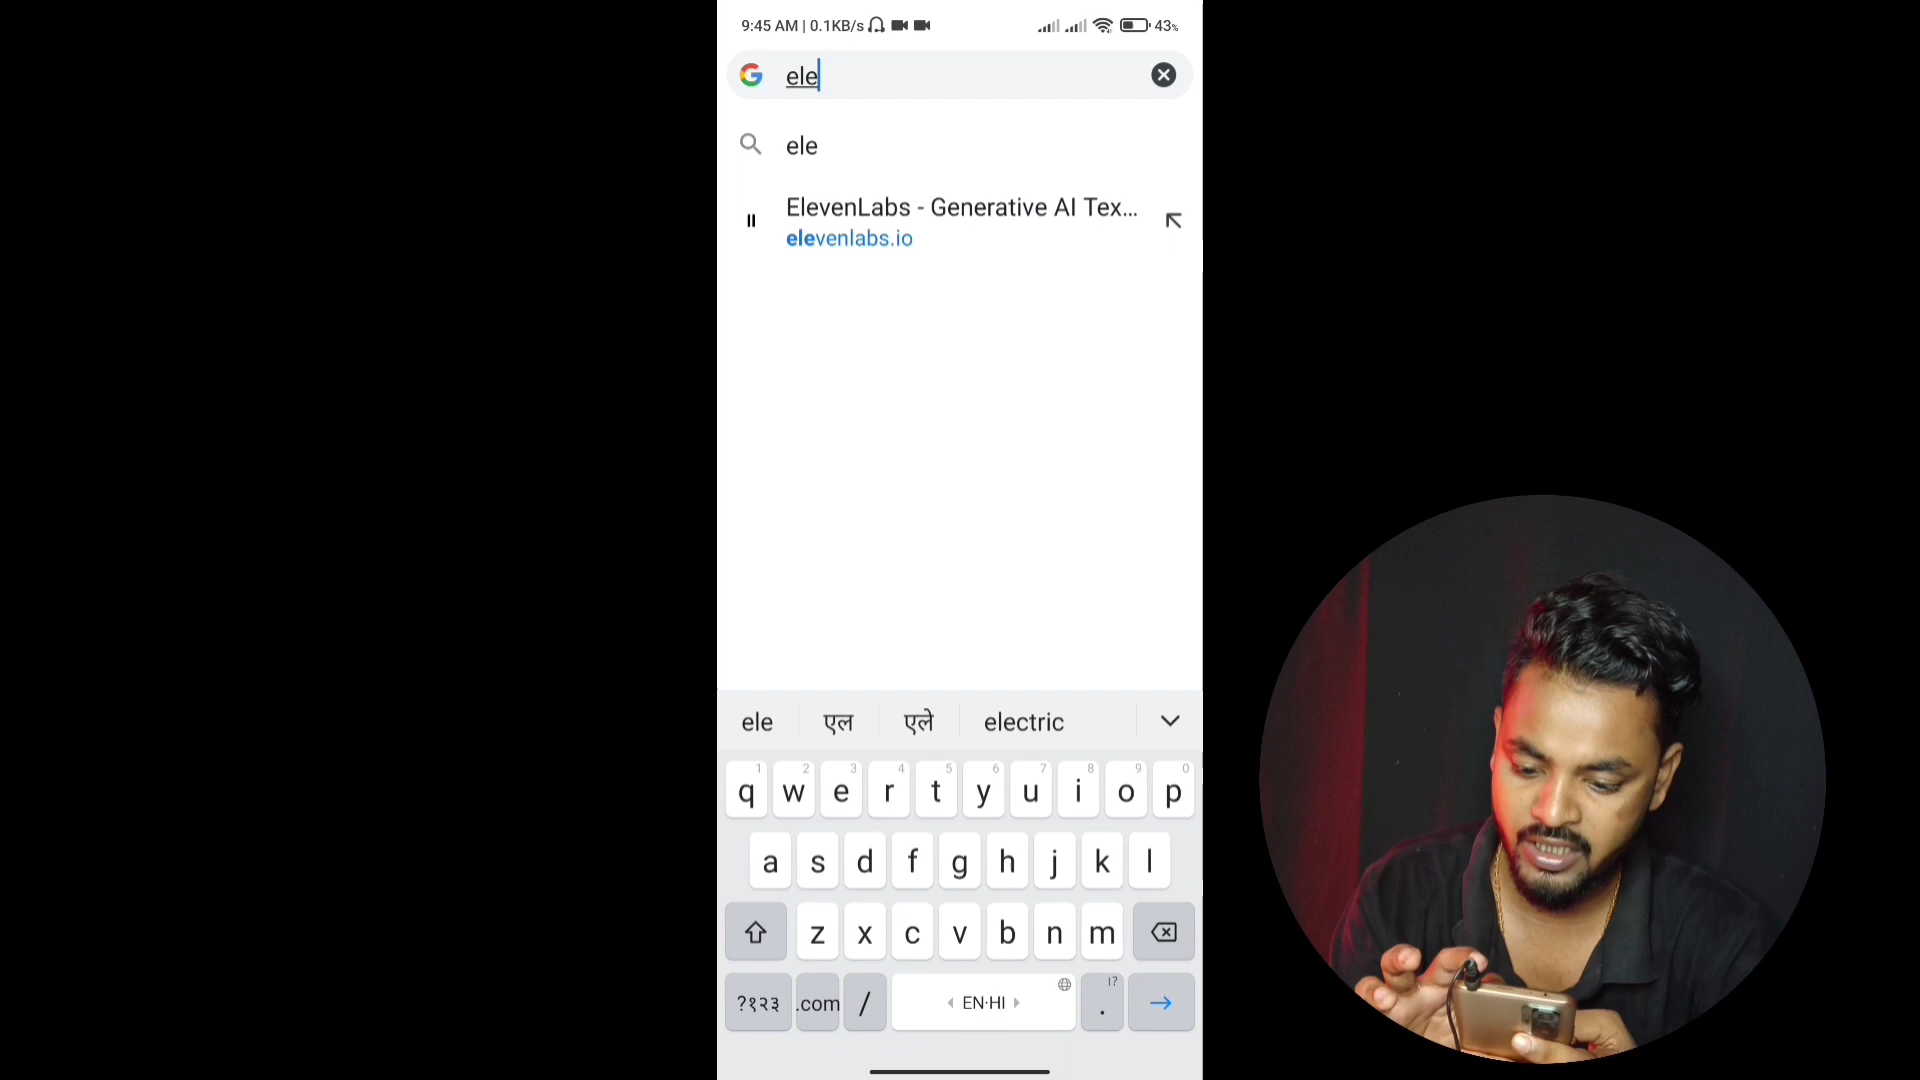 9:45 AM | 0.1KB/s 43%
ele
ele
ElevenLabs - Generative AI Tex...
elevenlabs.io
ele एल एले electric
1 2 3 4 5 6 7 8 9 0
q w e r t y u i o p
a s d f g h j k l
z x c v b n m
!?
?१२३ .com / EN·HI .